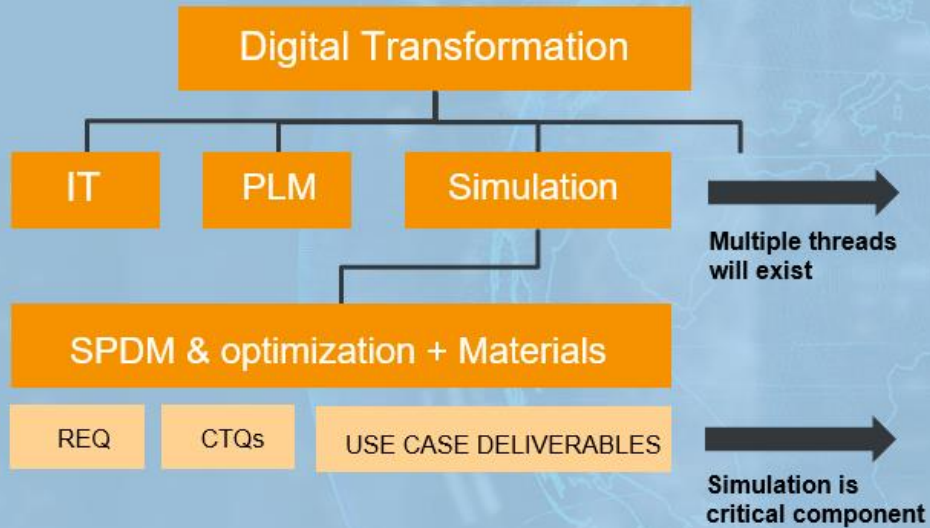 Digital Transformation
IT
PLM
Simulation
Multiple threads
will exist
SPDM & optimization + Materials
REQ
CTQs
USE CASE DELIVERABLES
Simulation is
critical component